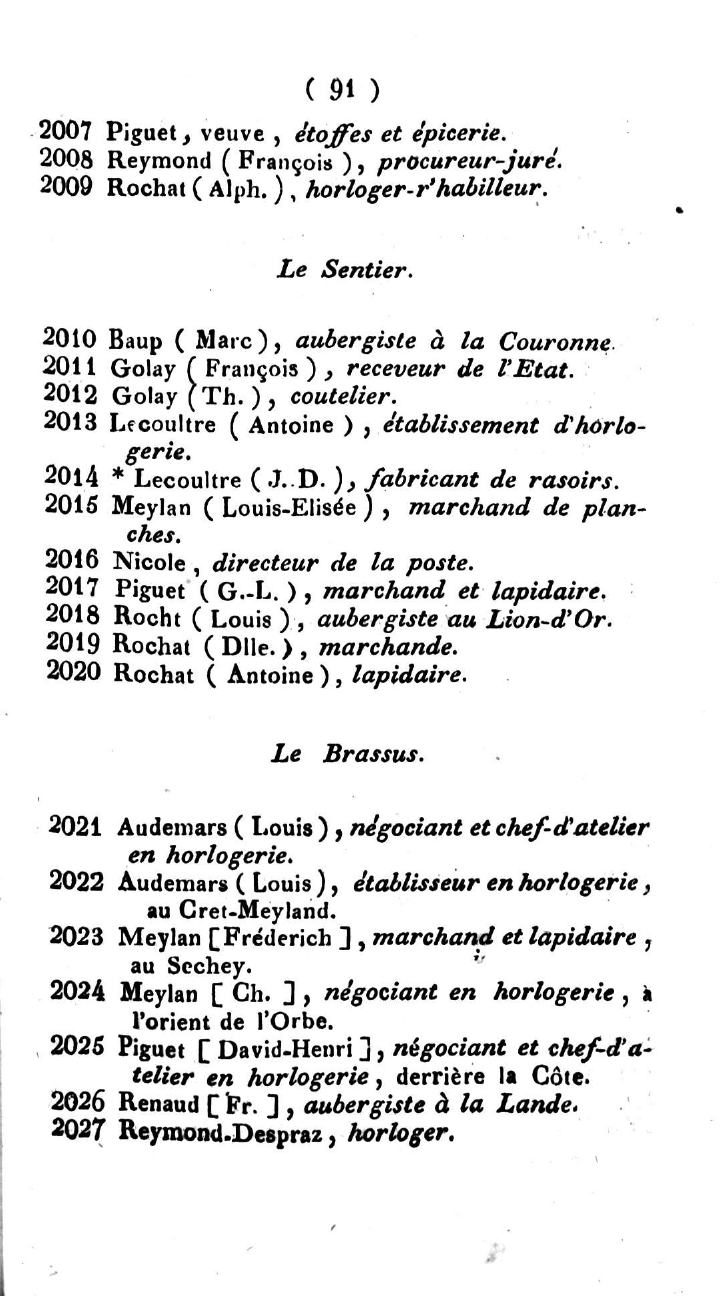 ( 91 )
2007 Piguet, veuve, étoffes et épicerie.
2008 Reymond ( François ), procureur-juré.
2009 Rochat ( Alph. ), horloger-r'habilleur.
Le Sentier.
2010 Baup ( Marc ), aubergiste à la Couronne.
2011 Golay ( François ), receveur de l'Etat.
2012 Golay ( Th. ), coutelier.
2013 Lecoultre ( Antoine ), établissement d'horlo-
gerie.
2014 * Lecoultre ( J. D. ), fabricant de rasoirs.
2015 Meylan ( Louis-Elisée ), marchand de plan-
ches.
2016 Nicole, directeur de la poste.
2017 Piguet ( G.-L. ), marchand et lapidaire.
2018 Rocht ( Louis ), aubergiste au Lion-d'Or.
2019 Rochat ( Dlle. ), marchande.
2020 Rochat ( Antoine ), lapidaire.
Le Brassus.
2021 Audemars ( Louis ), négociant et chef-d'atelier
en horlogerie.
2022 Audemars ( Louis ), établisseur en horlogerie,
au Cret-Meyland.
2023 Meylan [ Fréderich ], marchand et lapidaire,
au Sechey.
2024 Meylan [ Ch. ], négociant en horlogerie, à
l'orient de l'Orbe.
2025 Piguet [ David-Henri ], négociant et chef-d'a-
telier en horlogerie, derrière la Côte.
2026 Renaud [ Fr. ], aubergiste à la Lande.
2027 Reymond-Despraz, horloger.